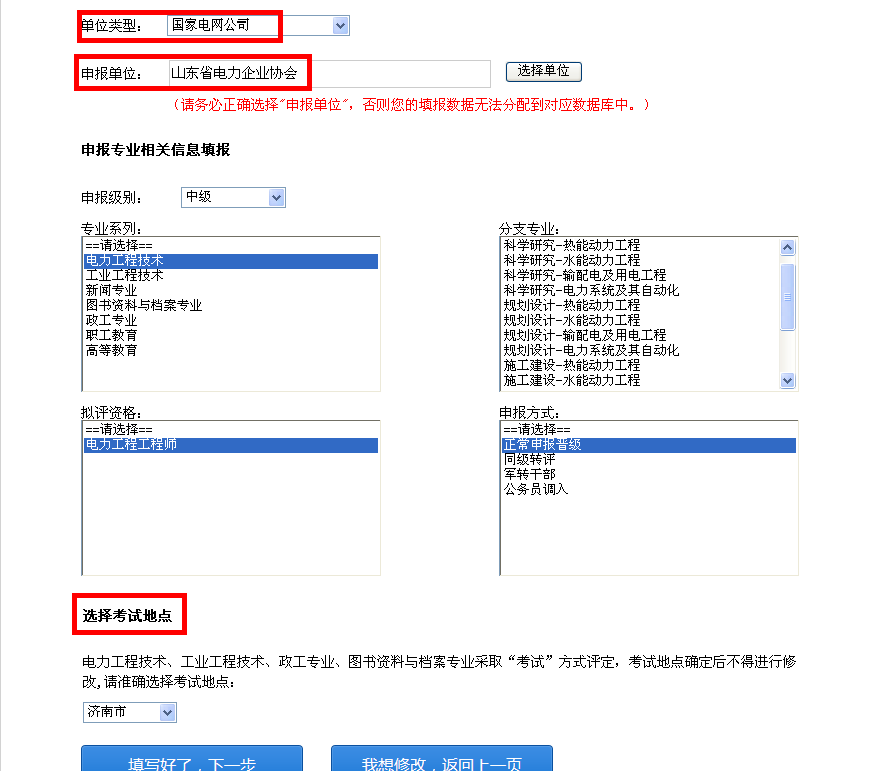 单位类型: 国家电网公司
申报单位: 山东省电力企业协会 选择单位
（请务必正确选择"申报单位"，否则您的填报数据无法分配到对应数据库中。）
申报专业相关信息填报
申报级别: 中级
专业系列:
==请选择==
电力工程技术
工业工程技术
新闻专业
图书资料与档案专业
政工专业
职工教育
高等教育
分支专业:
科学研究-热能动力工程
科学研究-水能动力工程
科学研究-输配电及用电工程
科学研究-电力系统及其自动化
规划设计-热能动力工程
规划设计-水能动力工程
规划设计-输配电及用电工程
规划设计-电力系统及其自动化
施工建设-热能动力工程
施工建设-水能动力工程
拟评资格:
==请选择==
电力工程工程师
申报方式:
==请选择==
正常申报晋级
同级转评
军转干部
公务员调入
选择考试地点
电力工程技术、工业工程技术、政工专业、图书资料与档案专业采取“考试”方式评定，考试地点确定后不得进行修
改,请准确选择考试地点:
济南市
填写好了，下一步 我想修改，返回上一页